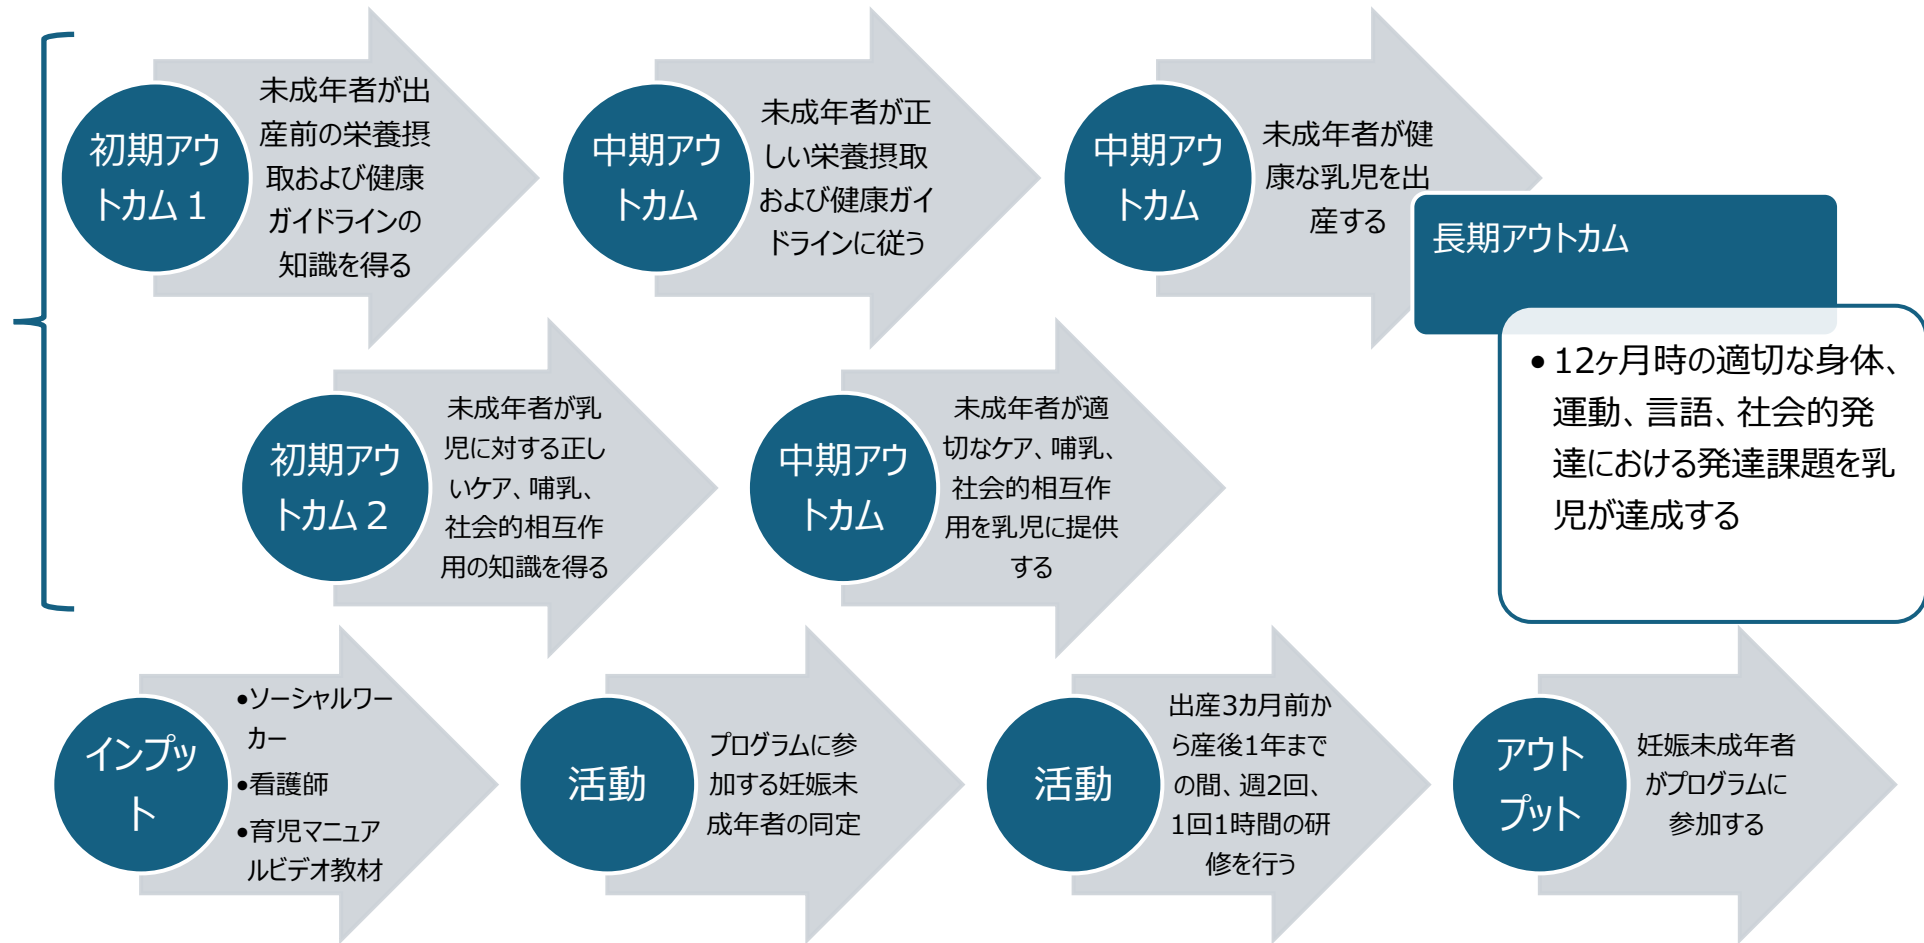 初期アウ
トカム 1
未成年者が出
産前の栄養摂
取および健康
ガイドラインの
知識を得る
中期アウ
トカム
未成年者が正
しい栄養摂取
および健康ガイ
ドラインに従う
中期アウ
トカム
未成年者が健
康な乳児を出
産する
長期アウトカム
• 12ヶ月時の適切な身体、
運動、言語、社会的発
達における発達課題を乳
児が達成する
初期アウ
トカム 2
未成年者が乳
児に対する正し
いケア、哺乳、
社会的相互作
用の知識を得る
中期アウ
トカム
未成年者が適
切なケア、哺乳、
社会的相互作
用を乳児に提供
する
インプッ
ト
•ソーシャルワー
カー
•看護師
•育児マニュア
ルビデオ教材
活動
プログラムに参
加する妊娠未
成年者の同定
活動
出産3カ月前か
ら産後1年まで
の間、週2回、
1回1時間の研
修を行う
アウト
プット
妊娠未成年者
がプログラムに
参加する